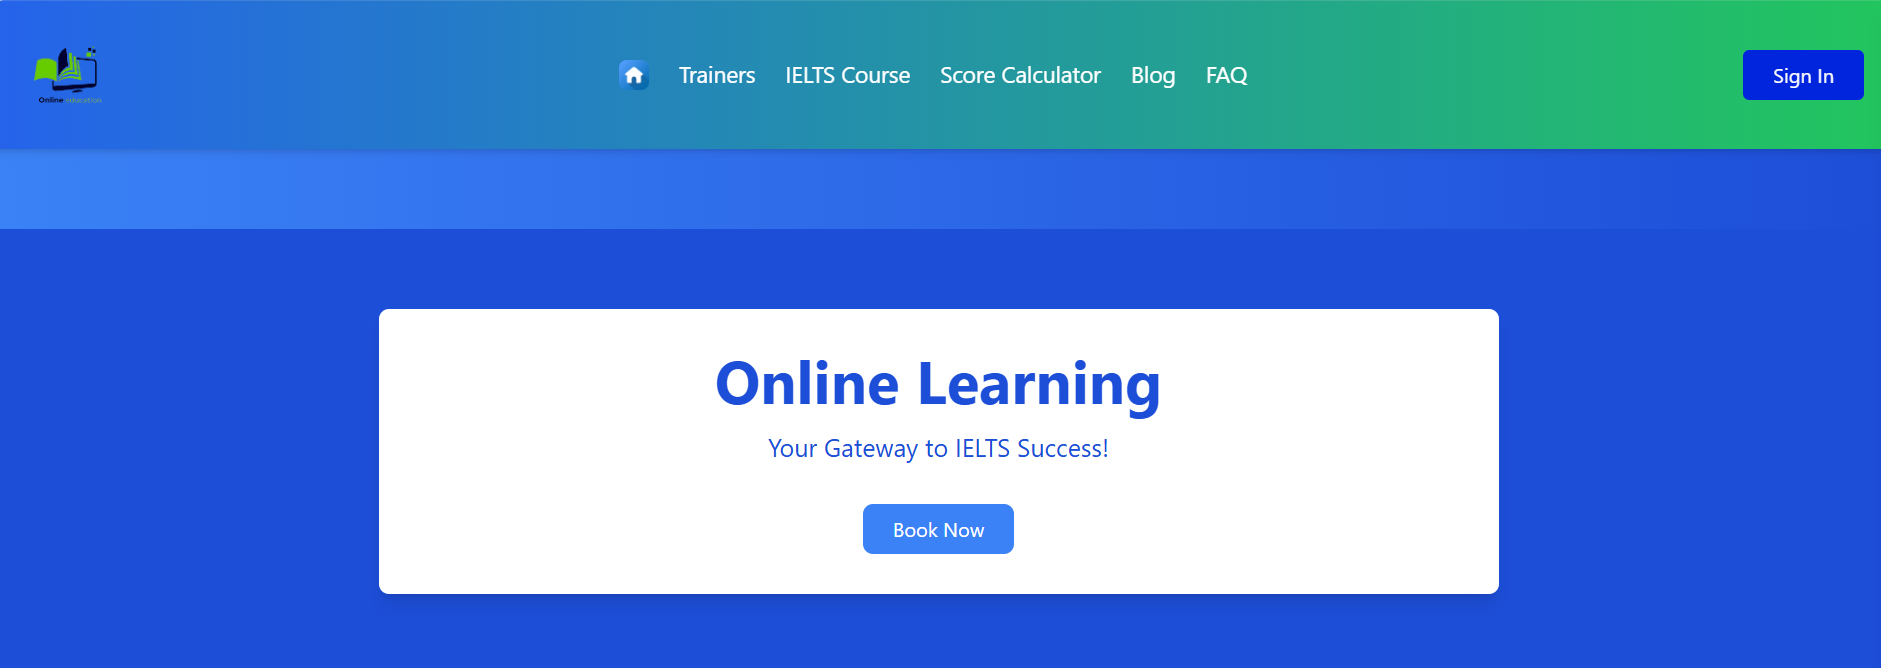 Online education
Trainers
IELTS Course
Score Calculator
Blog
FAQ
Sign In
Online Learning
Your Gateway to IELTS Success!
Book Now